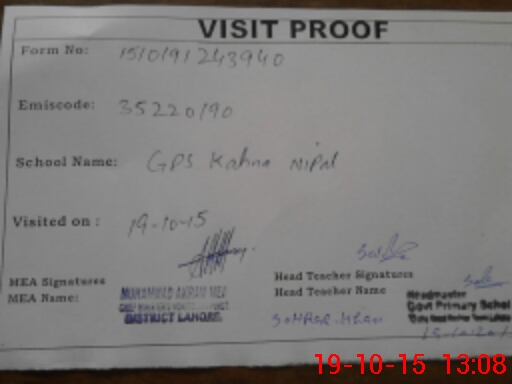 VISIT PROOF
Form No: 151019124 3940
Emiscode: 35220190
School Name: GPS Kahna Nipal
Visited on : 19-10-15
MEA Signatures
MEA Name: MUHAMMAD AKRAM MEA
DISTRICT LAHORE
Head Teacher Signatures
Head Teacher Name
Headmaster
Govt Primary School
19-10-15 13:08